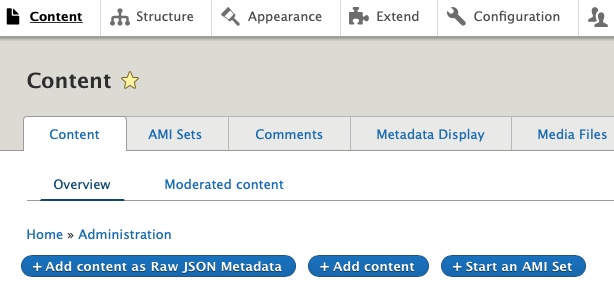 Content Structure Appearance Extend Configuration
Content
Content AMI Sets Comments Metadata Display Media Files
Overview Moderated content
Home » Administration
+ Add content as Raw JSON Metadata + Add content + Start an AMI Set